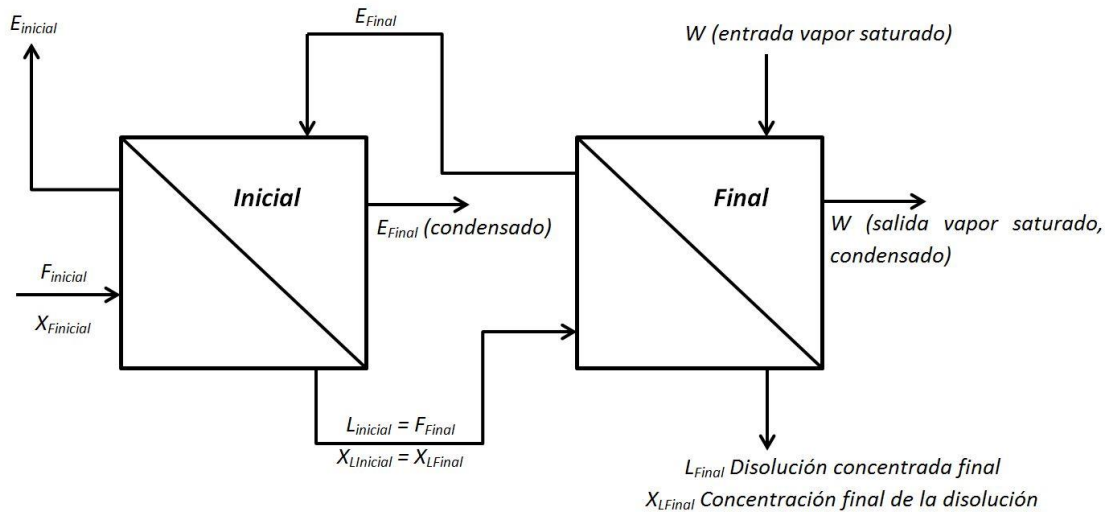 E_inicial
E_Final
W (entrada vapor saturado)
Inicial
Final
E_Final (condensado)
W (salida vapor saturado,
condensado)
F_inicial
X_Finicial
L_inicial = F_Final
X_LInicial = X_LFinal
L_Final Disolución concentrada final
X_LFinal Concentración final de la disolución